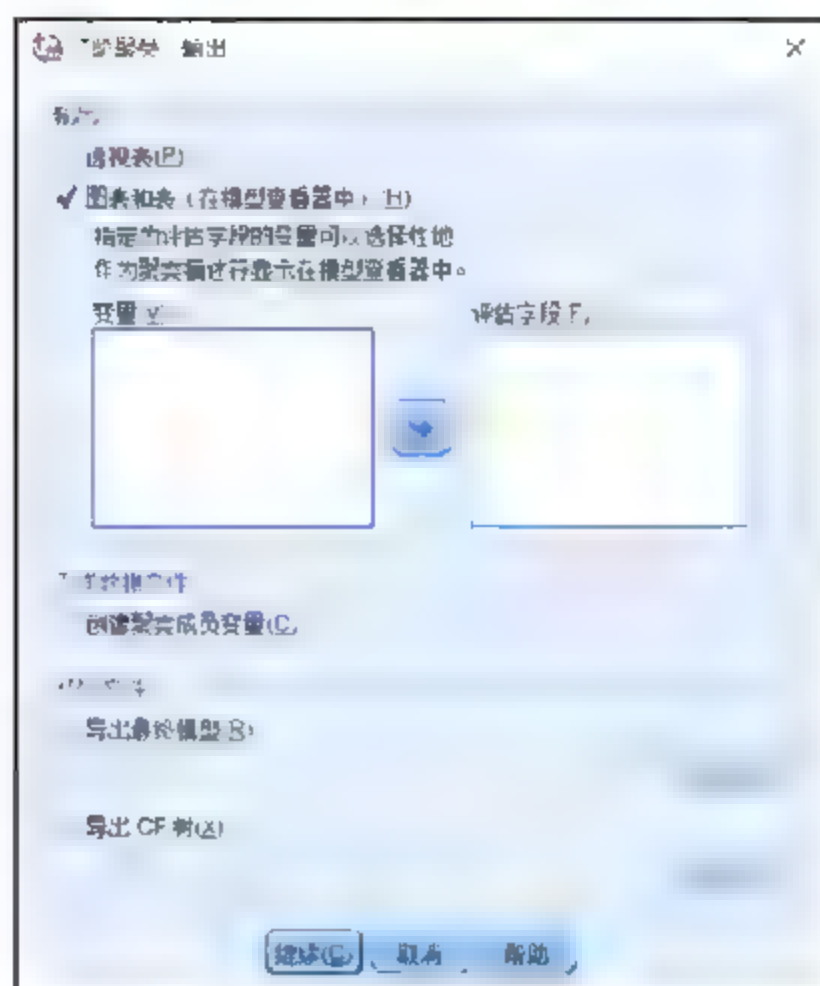 阶聚类 输出
透视表(P)
图表和表（在模型查看器中）(H)
指定为评估字段的变量可以选择性地
作为聚类描述符显示在模型查看器中。
变量(V)
评估字段(F)
创建聚类成员变量(C)
导出最终模型(R)
导出 CF 树(X)
继续(C) 取消 帮助